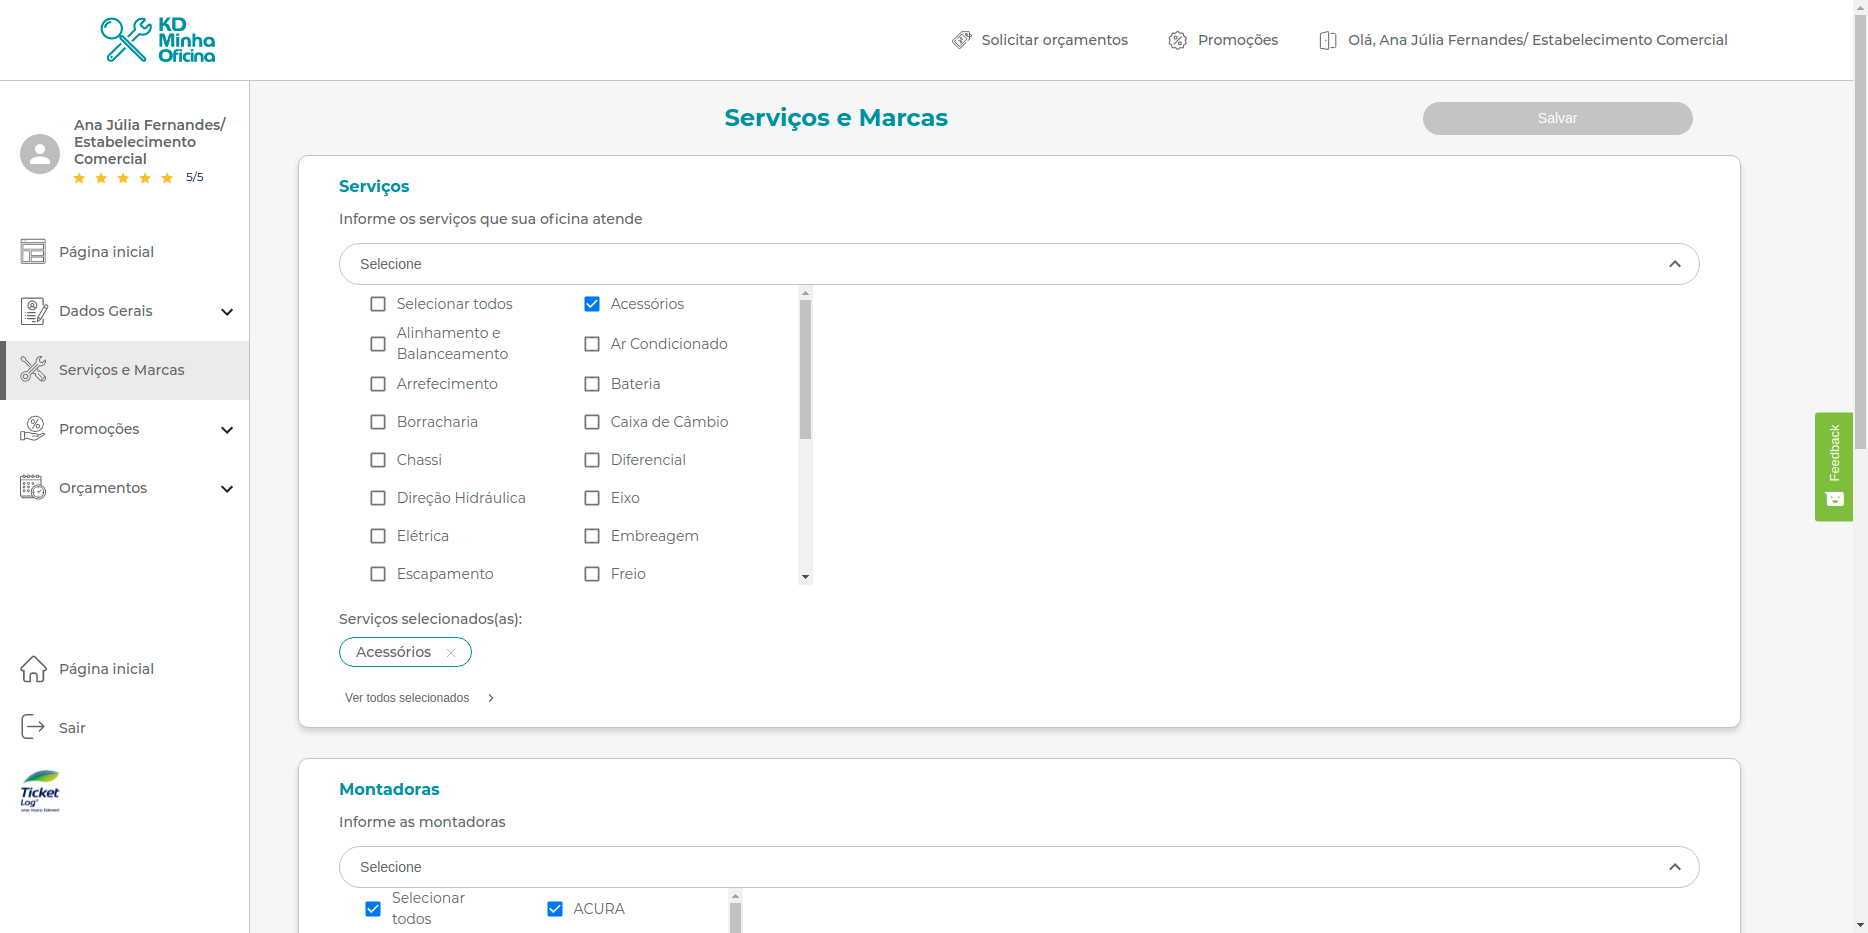 KD
Minha
Oficina
Solicitar orçamentos
Promoções
Olá, Ana Júlia Fernandes/ Estabelecimento Comercial
Ana Júlia Fernandes/
Estabelecimento
Comercial
5/5
Página inicial
Dados Gerais
Serviços e Marcas
Promoções
Orçamentos
Página inicial
Sair
Ticket
Log
Serviços e Marcas
Salvar
Serviços
Informe os serviços que sua oficina atende
Selecione
Selecionar todos
Acessórios
Alinhamento e
Balanceamento
Ar Condicionado
Arrefecimento
Bateria
Borracharia
Caixa de Câmbio
Chassi
Diferencial
Direção Hidráulica
Eixo
Elétrica
Embreagem
Escapamento
Freio
Serviços selecionados(as):
Acessórios
Ver todos selecionados
Montadoras
Informe as montadoras
Selecione
Selecionar
todos
ACURA
Feedback